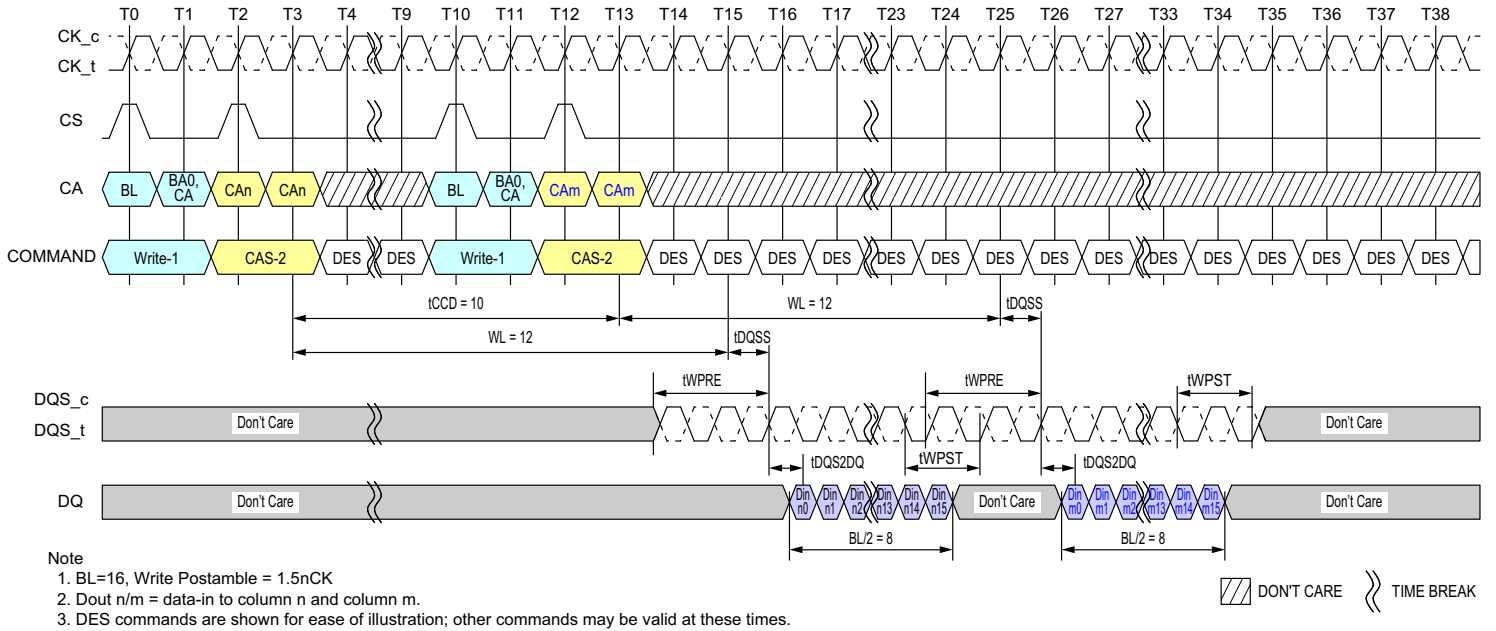 T0 T1 T2 T3 T4 T9 T10 T11 T12 T13 T14 T15 T16 T17 T23 T24 T25 T26 T27 T33 T34 T35 T36 T37 T38
CK_c
CK_t
CS
CA BL BA0, CA CAn CAn BL BA0, CA CAm CAm
COMMAND Write-1 CAS-2 DES DES Write-1 CAS-2 DES DES DES DES DES DES DES DES DES DES DES DES DES DES DES
tCCD = 10 WL = 12 tDQSS
WL = 12 tDQSS
tWPRE tWPRE tWPST
DQS_c
DQS_t Don't Care Don't Care
tDQS2DQ tWPST tDQS2DQ
DQ Don't Care Din n0 Din n1 Din n2 Din n13 Din n14 Din n15 Don't Care Din m0 Din m1 Din m2 Din m13 Din m14 Din m15 Don't Care
BL/2 = 8 BL/2 = 8
Note
1. BL=16, Write Postamble = 1.5nCK
2. Dout n/m = data-in to column n and column m.
3. DES commands are shown for ease of illustration; other commands may be valid at these times.
DON'T CARE TIME BREAK